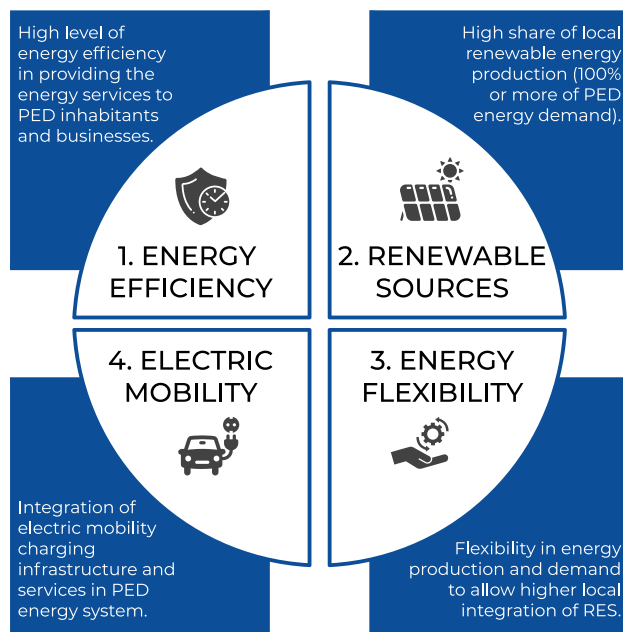 High level of
energy efficiency
in providing the
energy services to
PED inhabitants
and businesses.
High share of local
renewable energy
production (100%
or more of PED
energy demand).
1. ENERGY
EFFICIENCY
2. RENEWABLE
SOURCES
4. ELECTRIC
MOBILITY
3. ENERGY
FLEXIBILITY
Integration of
electric mobility
charging
infrastructure and
services in PED
energy system.
Flexibility in energy
production and demand
to allow higher local
integration of RES.